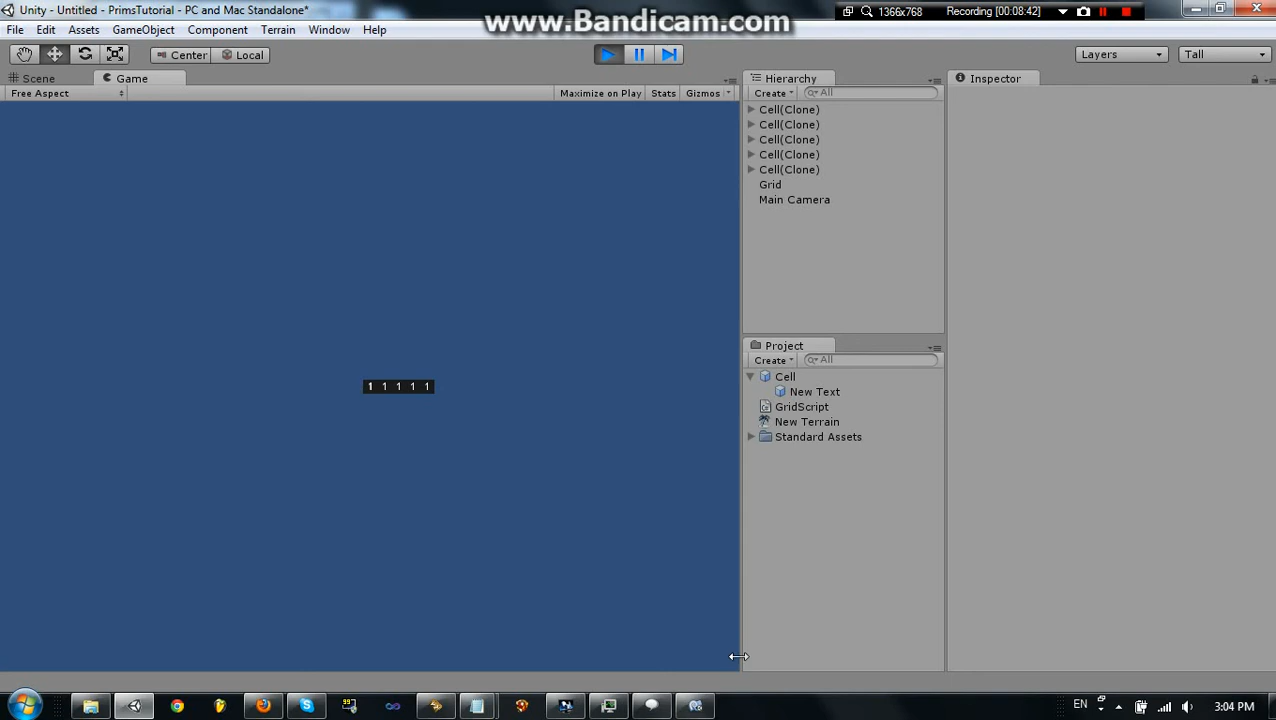 Unity - Untitled - PrimsTutorial - PC and Mac Standalone*
www.Bandicam.com
1366x768
Recording [00:08:42]
File Edit Assets GameObject Component Terrain Window Help
Center Local
Layers
Tall
Scene Game
Hierarchy
Inspector
Free Aspect
Maximize on Play Stats Gizmos
Create All
Cell(Clone)
Cell(Clone)
Cell(Clone)
Cell(Clone)
Cell(Clone)
Grid
Main Camera
Project
Create All
Cell
New Text
GridScript
New Terrain
Standard Assets
1 1 1 1 1
EN
3:04 PM